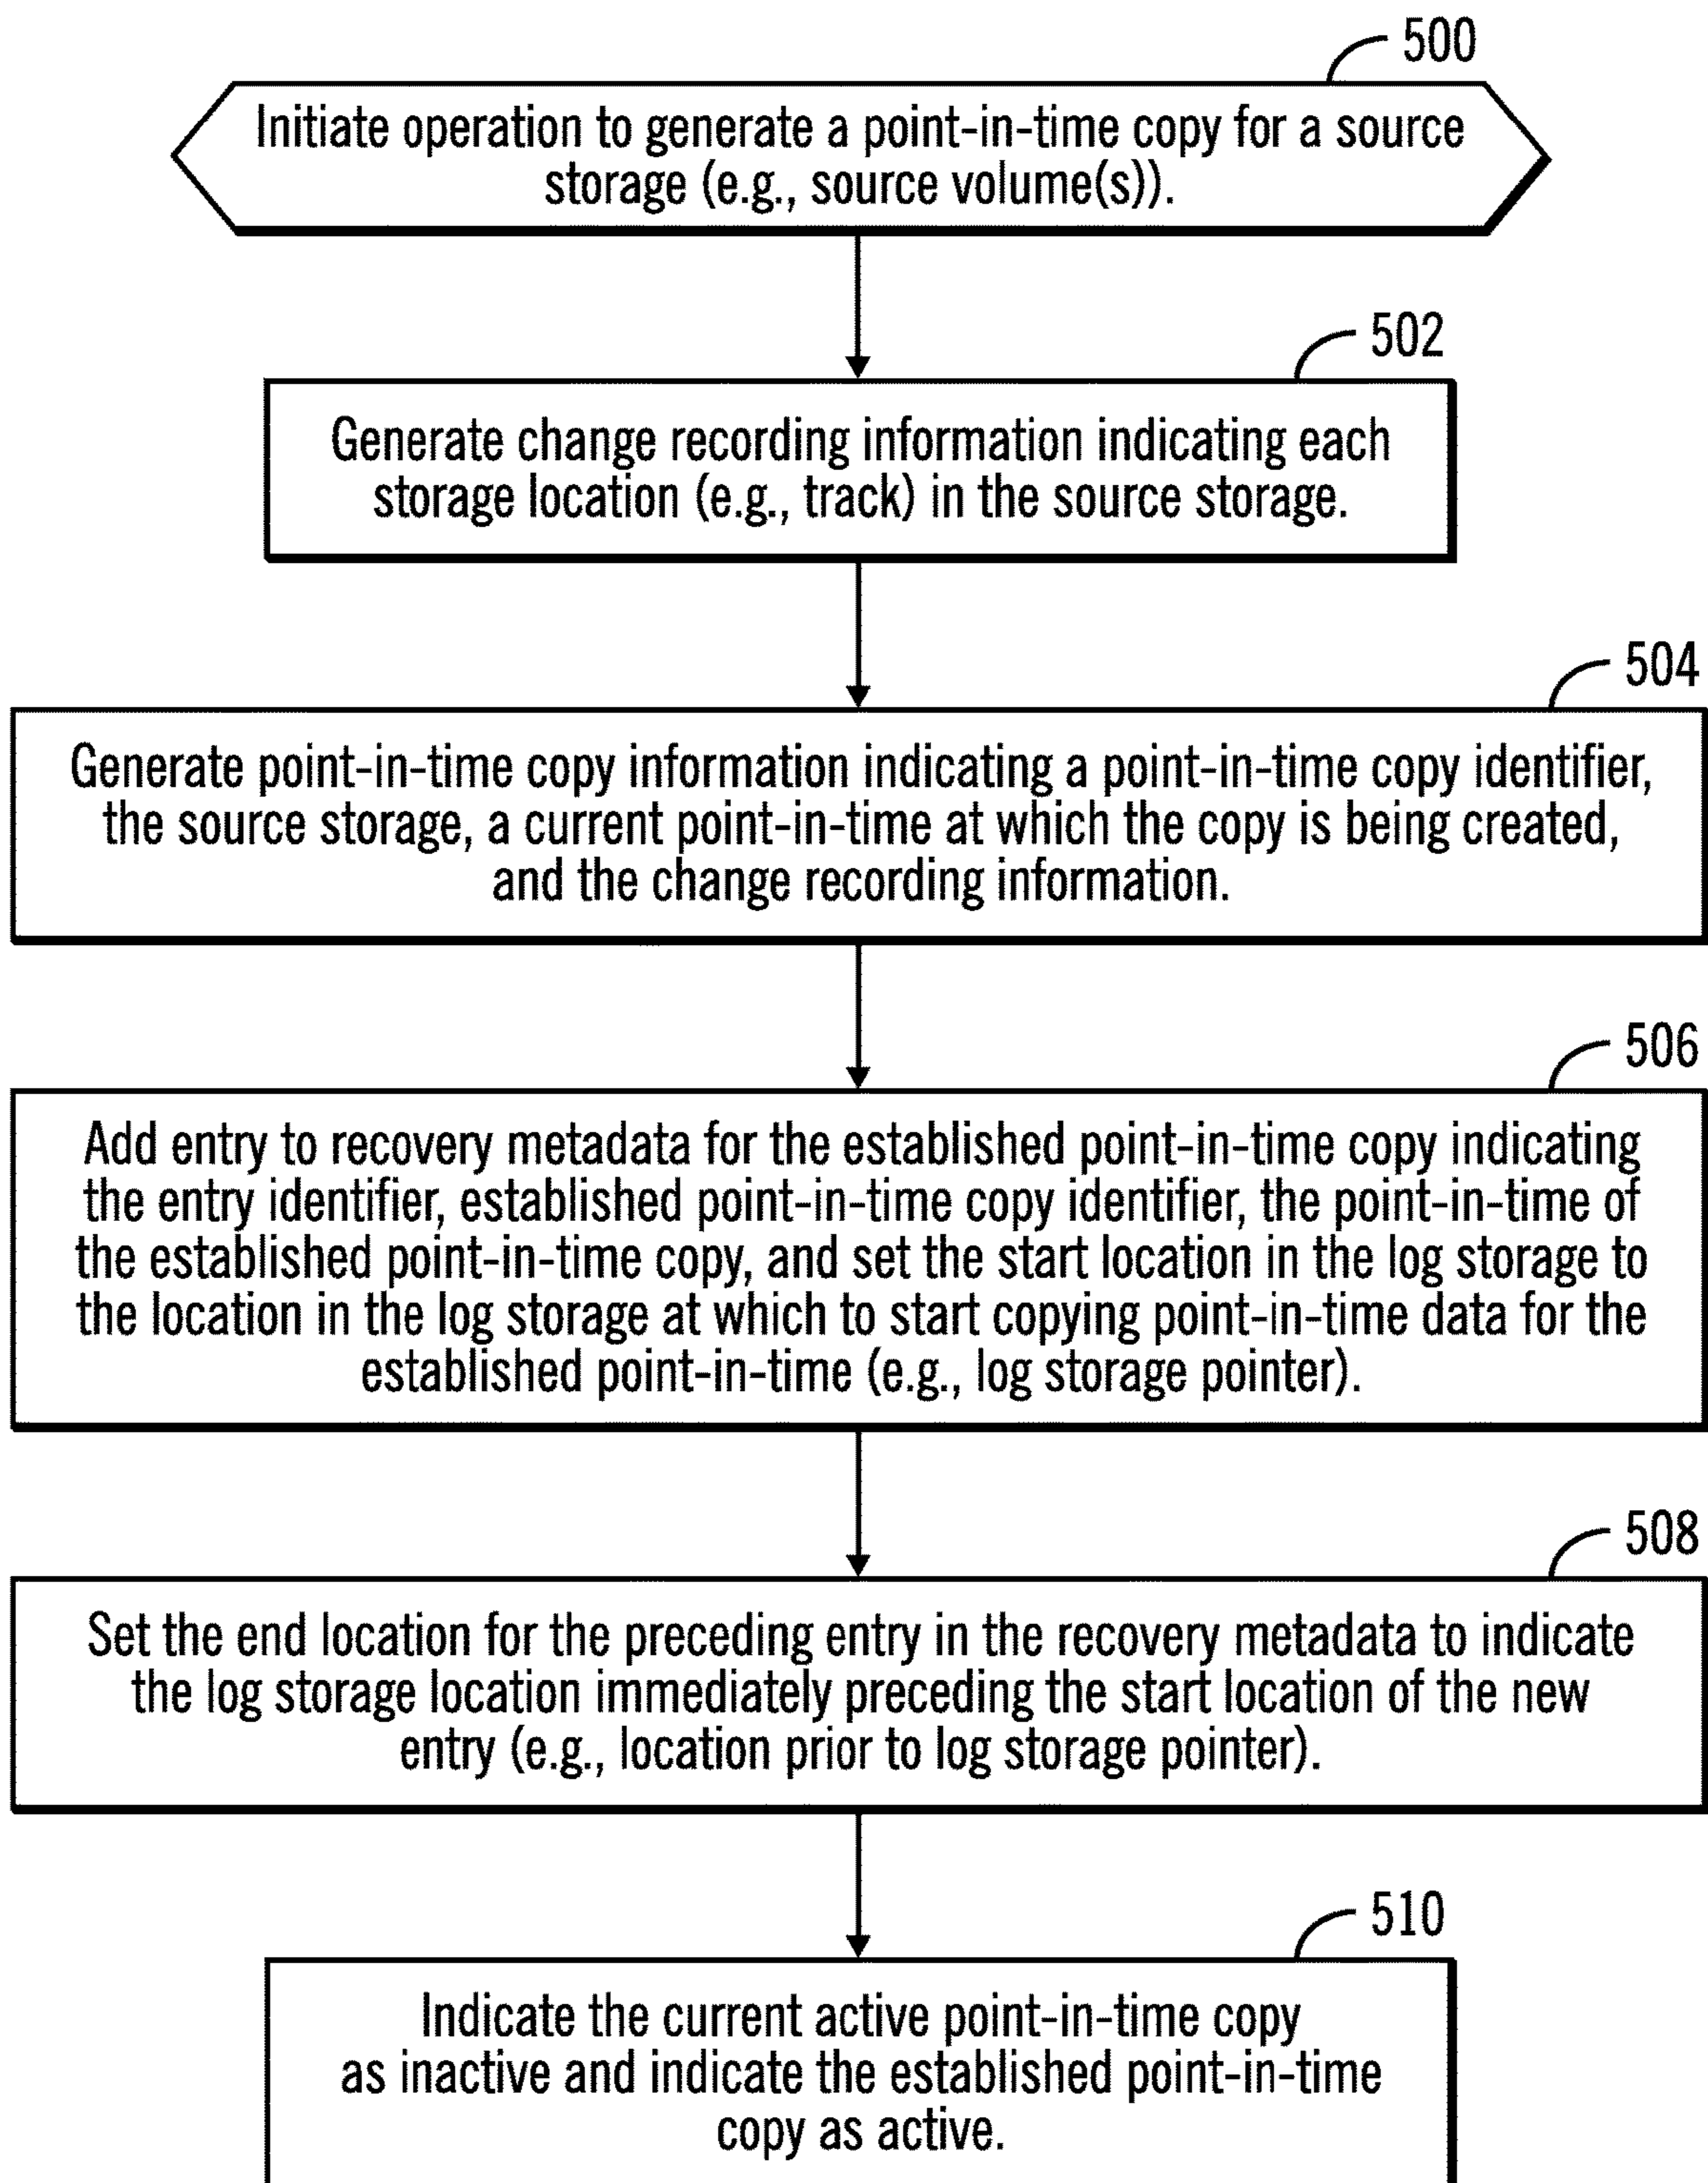 500
Initiate operation to generate a point-in-time copy for a source
storage (e.g., source volume(s)).
502
Generate change recording information indicating each
storage location (e.g., track) in the source storage.
504
Generate point-in-time copy information indicating a point-in-time copy identifier,
the source storage, a current point-in-time at which the copy is being created,
and the change recording information.
506
Add entry to recovery metadata for the established point-in-time copy indicating
the entry identifier, established point-in-time copy identifier, the point-in-time of
the established point-in-time copy, and set the start location in the log storage to
the location in the log storage at which to start copying point-in-time data for the
established point-in-time (e.g., log storage pointer).
508
Set the end location for the preceding entry in the recovery metadata to indicate
the log storage location immediately preceding the start location of the new
entry (e.g., location prior to log storage pointer).
510
Indicate the current active point-in-time copy
as inactive and indicate the established point-in-time
copy as active.